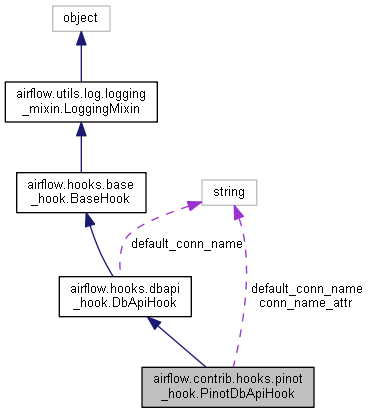 object
airflow.utils.log.logging
_mixin.LoggingMixin
airflow.hooks.base
_hook.BaseHook
string
default_conn_name
airflow.hooks.dbapi
_hook.DbApiHook
default_conn_name
conn_name_attr
airflow.contrib.hooks.pinot
_hook.PinotDbApiHook